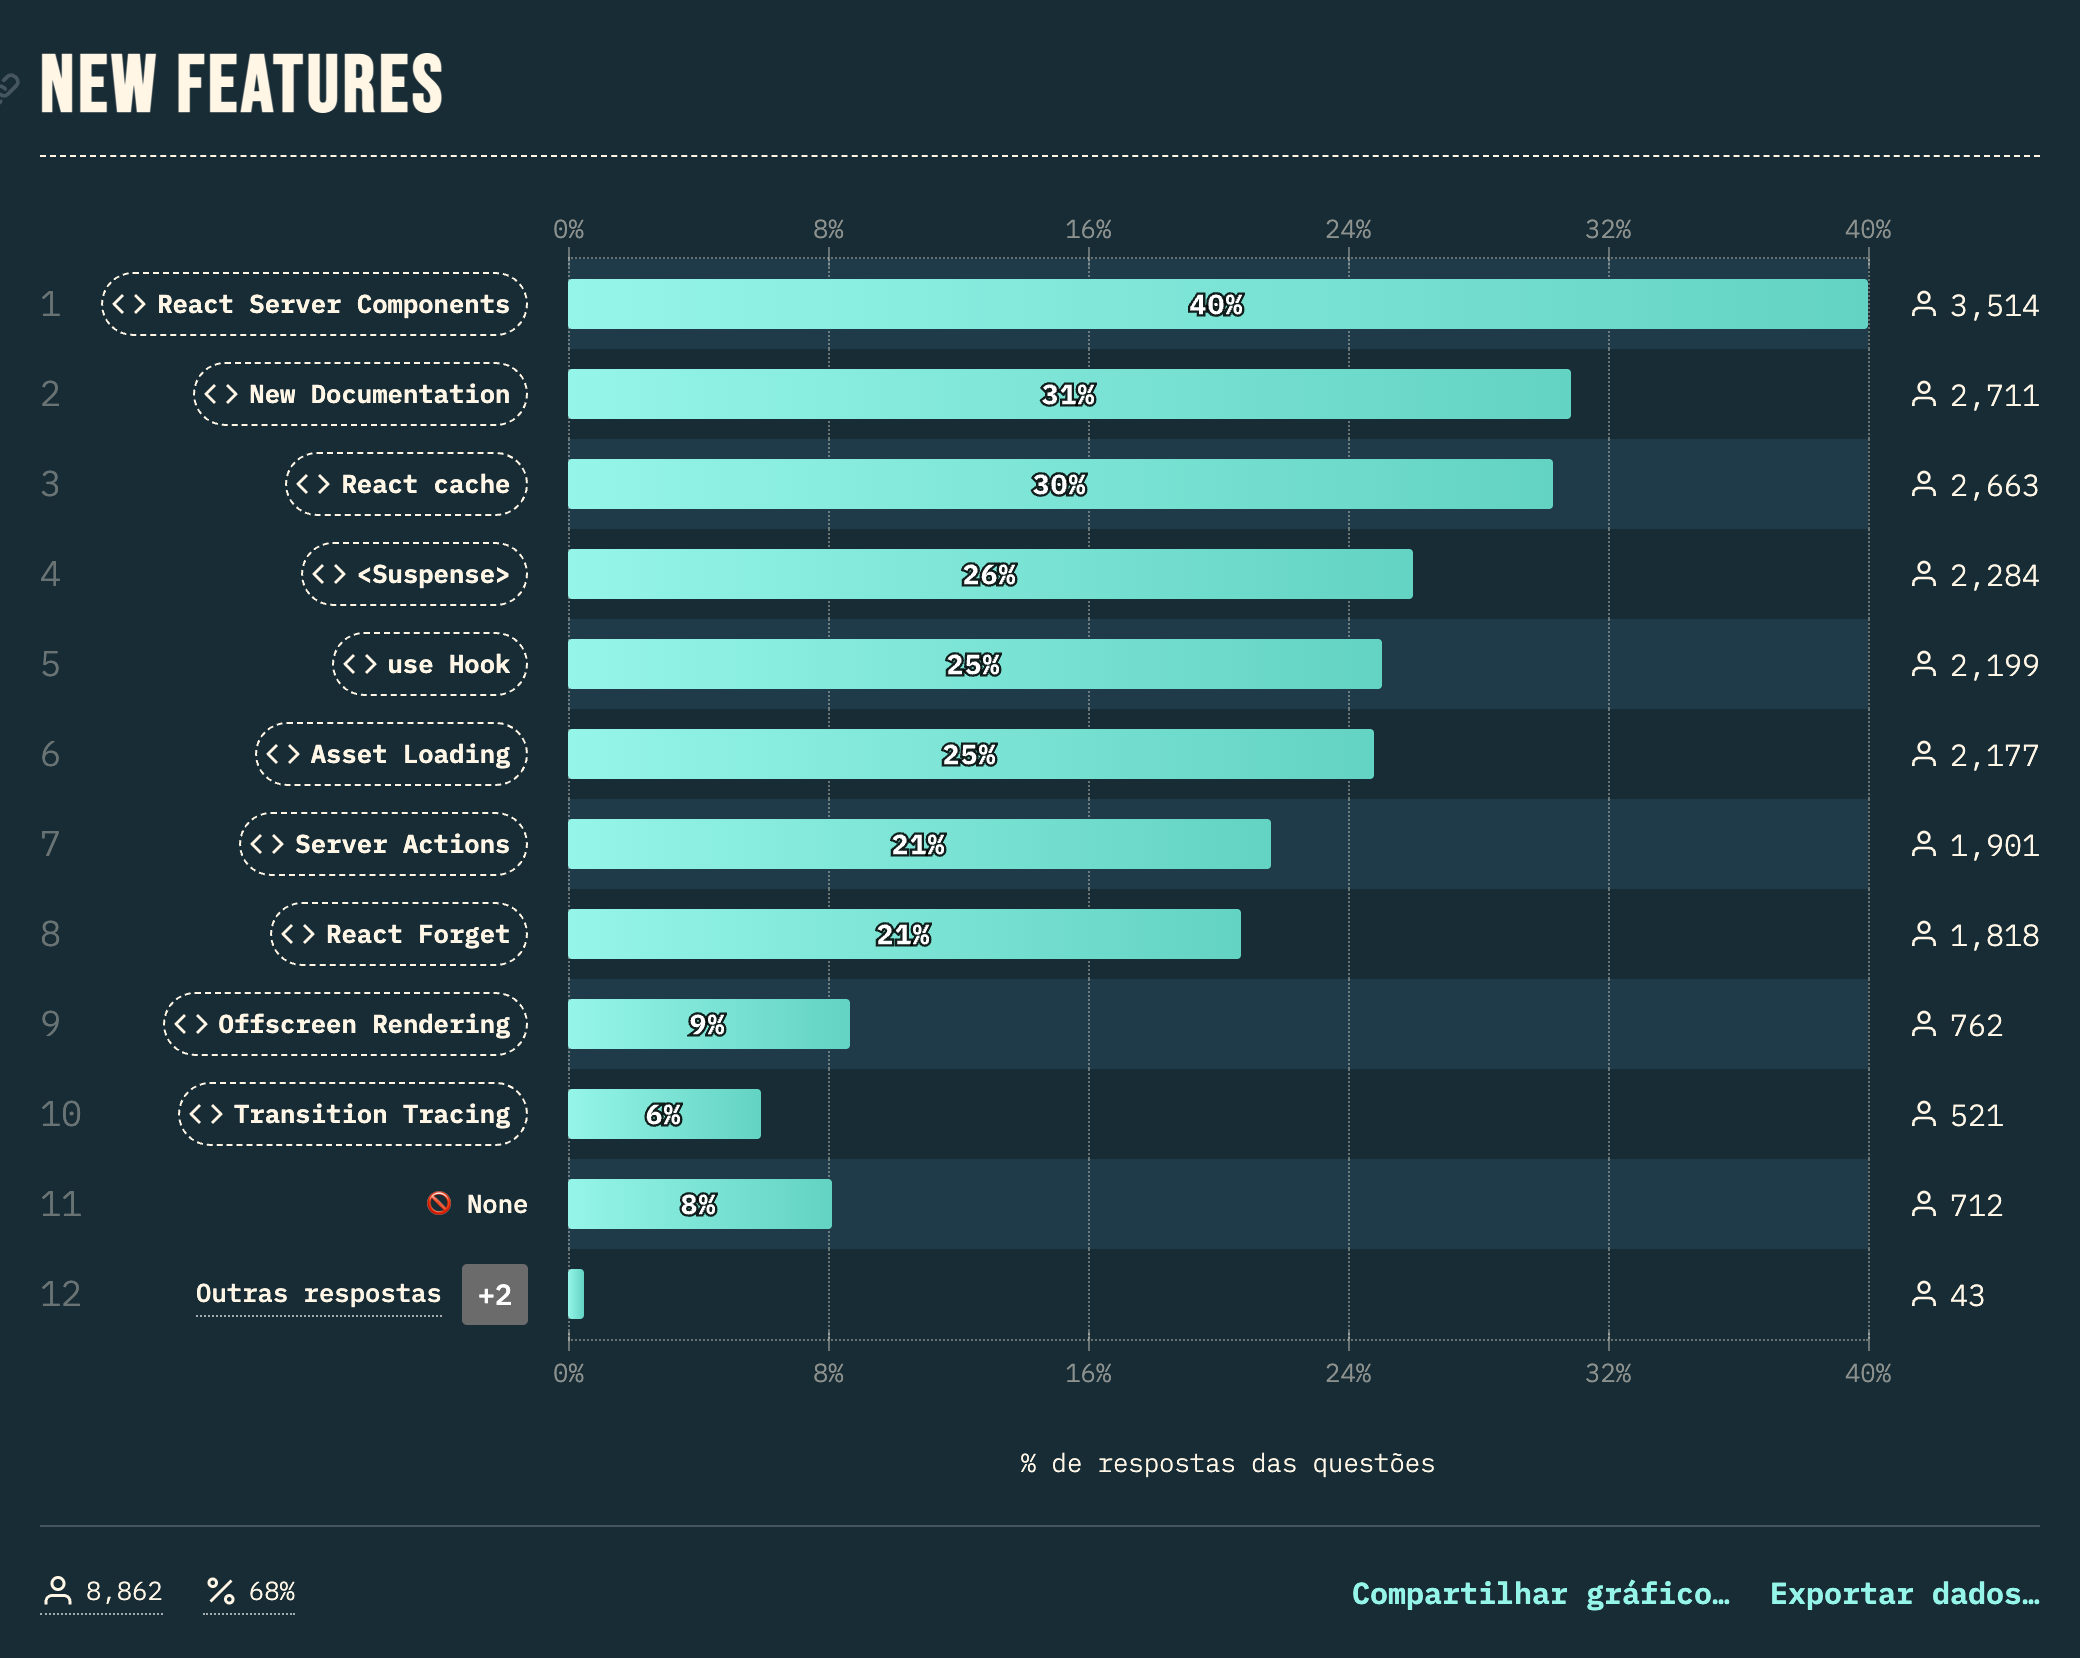 NEW FEATURES
0% 8% 16% 24% 32% 40%
1 <> React Server Components 40% 3,514
2 <> New Documentation 31% 2,711
3 <> React cache 30% 2,663
4 <> <Suspense> 26% 2,284
5 <> use Hook 25% 2,199
6 <> Asset Loading 25% 2,177
7 <> Server Actions 21% 1,901
8 <> React Forget 21% 1,818
9 <> Offscreen Rendering 9% 762
10 <> Transition Tracing 6% 521
11 🚫 None 8% 712
12 Outras respostas +2 43
0% 8% 16% 24% 32% 40%
% de respostas das questões
8,862 % 68% Compartilhar gráfico… Exportar dados…